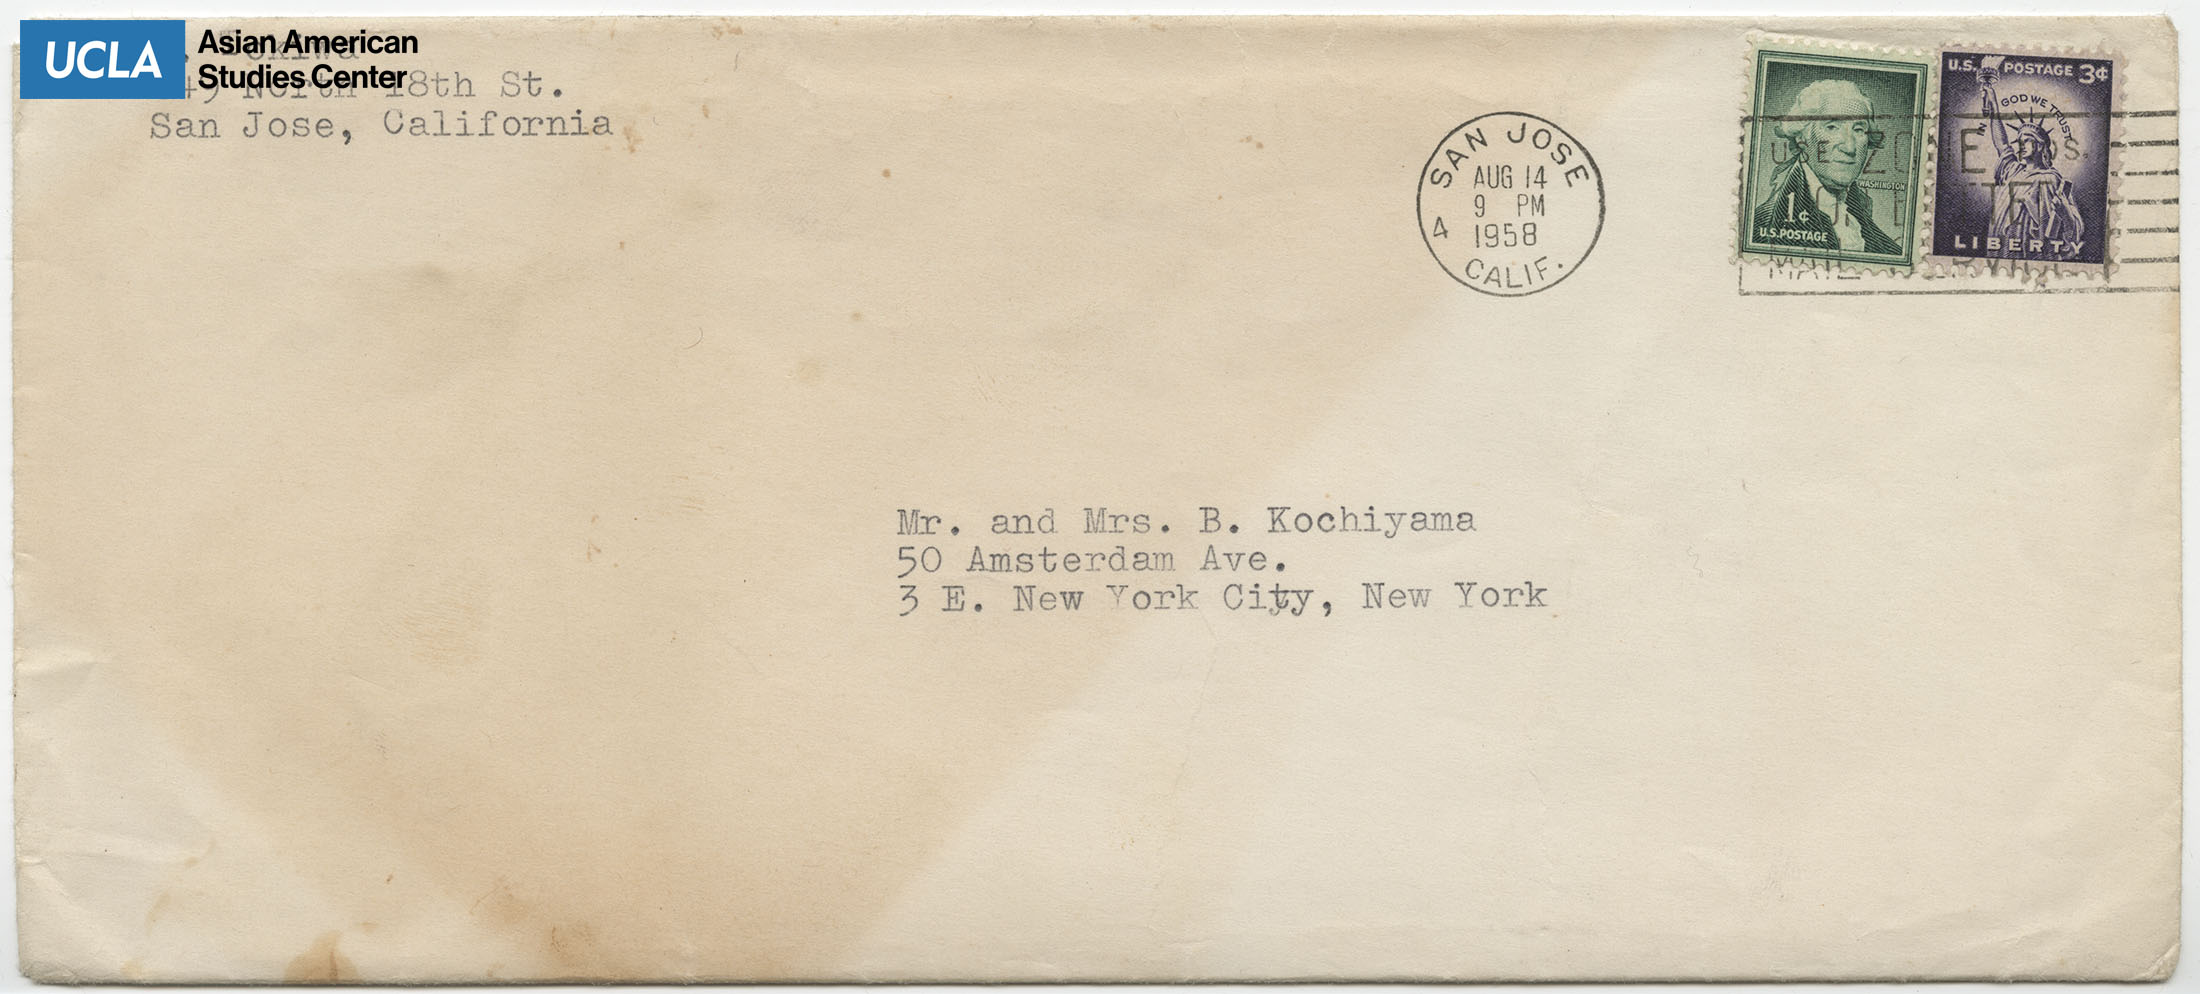 UCLA Asian American
Studies Center
North 18th St.
San Jose, California
SAN JOSE
AUG 14
9 PM
1958
4
CALIF.
WASHINGTON
1¢
U.S. POSTAGE
U.S. POSTAGE 3¢
IN GOD WE TRUST
LIBERTY
USE
Mr. and Mrs. B. Kochiyama
50 Amsterdam Ave.
3 E. New York City, New York